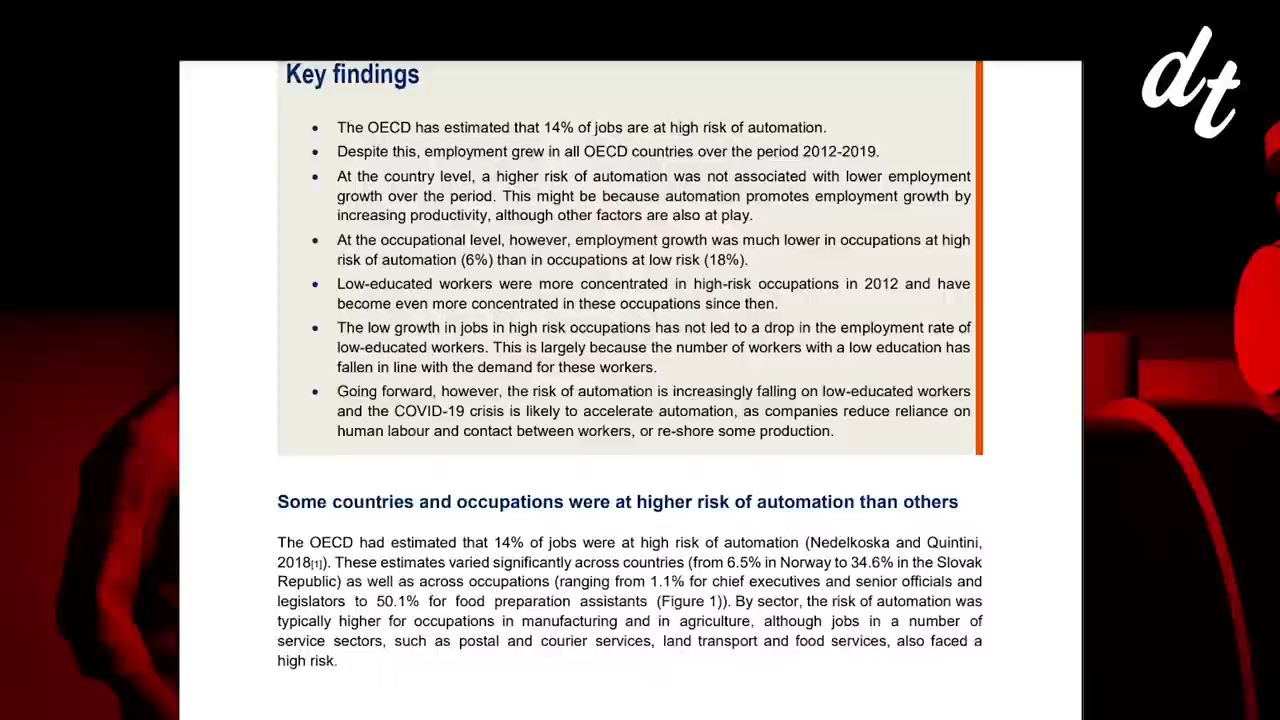 dt
Key findings
• The OECD has estimated that 14% of jobs are at high risk of automation.
• Despite this, employment grew in all OECD countries over the period 2012-2019.
• At the country level, a higher risk of automation was not associated with lower employment
growth over the period. This might be because automation promotes employment growth by
increasing productivity, although other factors are also at play.
• At the occupational level, however, employment growth was much lower in occupations at high
risk of automation (6%) than in occupations at low risk (18%).
• Low-educated workers were more concentrated in high-risk occupations in 2012 and have
become even more concentrated in these occupations since then.
• The low growth in jobs in high risk occupations has not led to a drop in the employment rate of
low-educated workers. This is largely because the number of workers with a low education has
fallen in line with the demand for these workers.
• Going forward, however, the risk of automation is increasingly falling on low-educated workers
and the COVID-19 crisis is likely to accelerate automation, as companies reduce reliance on
human labour and contact between workers, or re-shore some production.
Some countries and occupations were at higher risk of automation than others
The OECD had estimated that 14% of jobs were at high risk of automation (Nedelkoska and Quintini,
2018[1]). These estimates varied significantly across countries (from 6.5% in Norway to 34.6% in the Slovak
Republic) as well as across occupations (ranging from 1.1% for chief executives and senior officials and
legislators to 50.1% for food preparation assistants (Figure 1)). By sector, the risk of automation was
typically higher for occupations in manufacturing and in agriculture, although jobs in a number of
service sectors, such as postal and courier services, land transport and food services, also faced a
high risk.